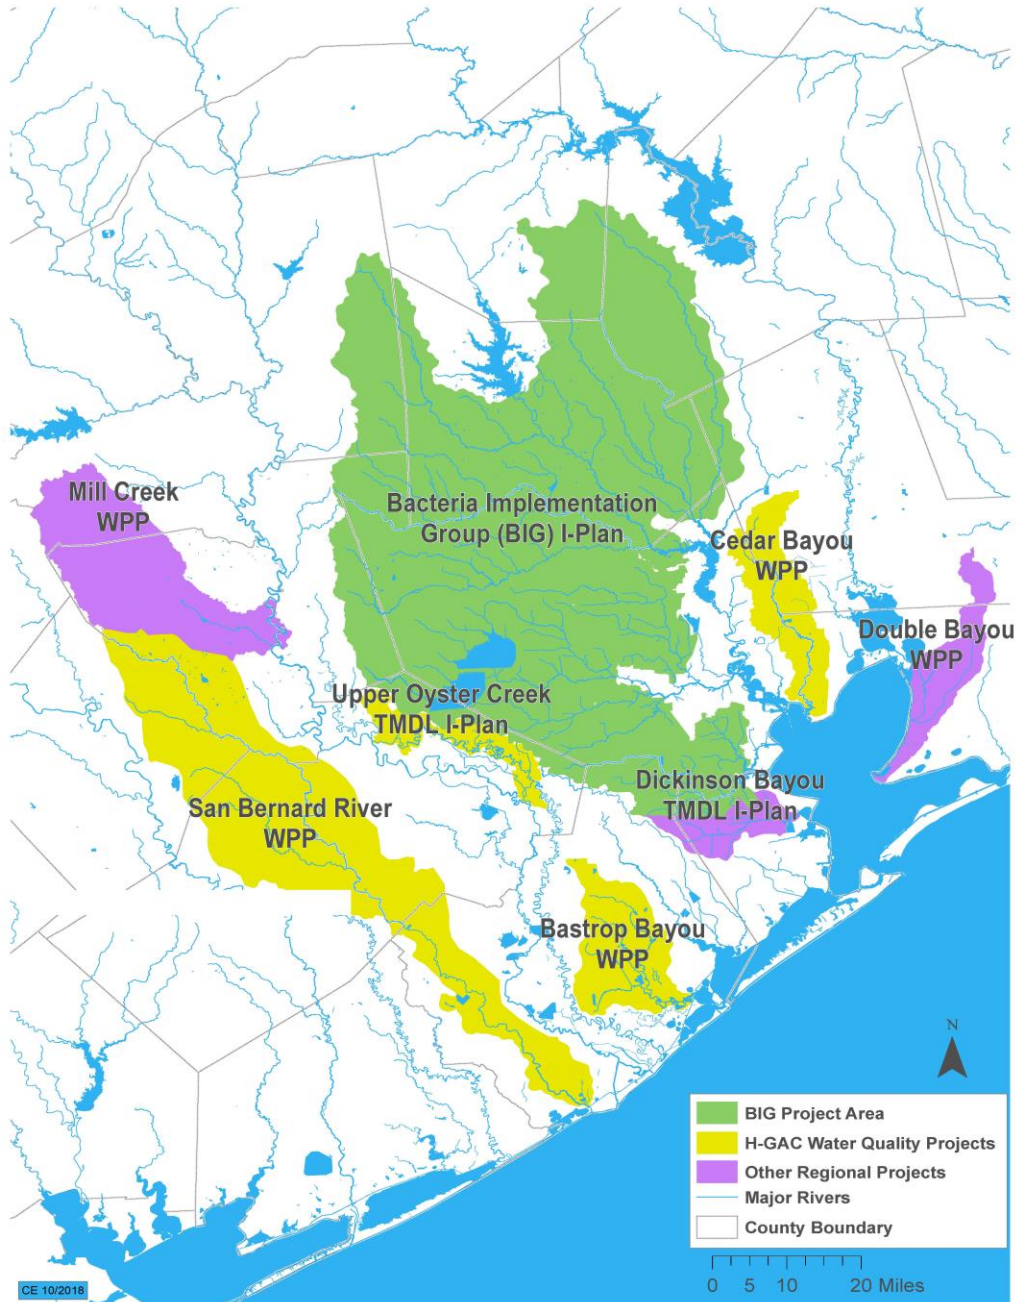 Mill Creek
WPP
Bacteria Implementation
Group (BIG) I-Plan
Cedar Bayou
WPP
Double Bayou
WPP
Upper Oyster Creek
TMDL I-Plan
Dickinson Bayou
TMDL I-Plan
San Bernard River
WPP
Bastrop Bayou
WPP
N
BIG Project Area
H-GAC Water Quality Projects
Other Regional Projects
Major Rivers
County Boundary
0 5 10 20 Miles
CE 10/2018